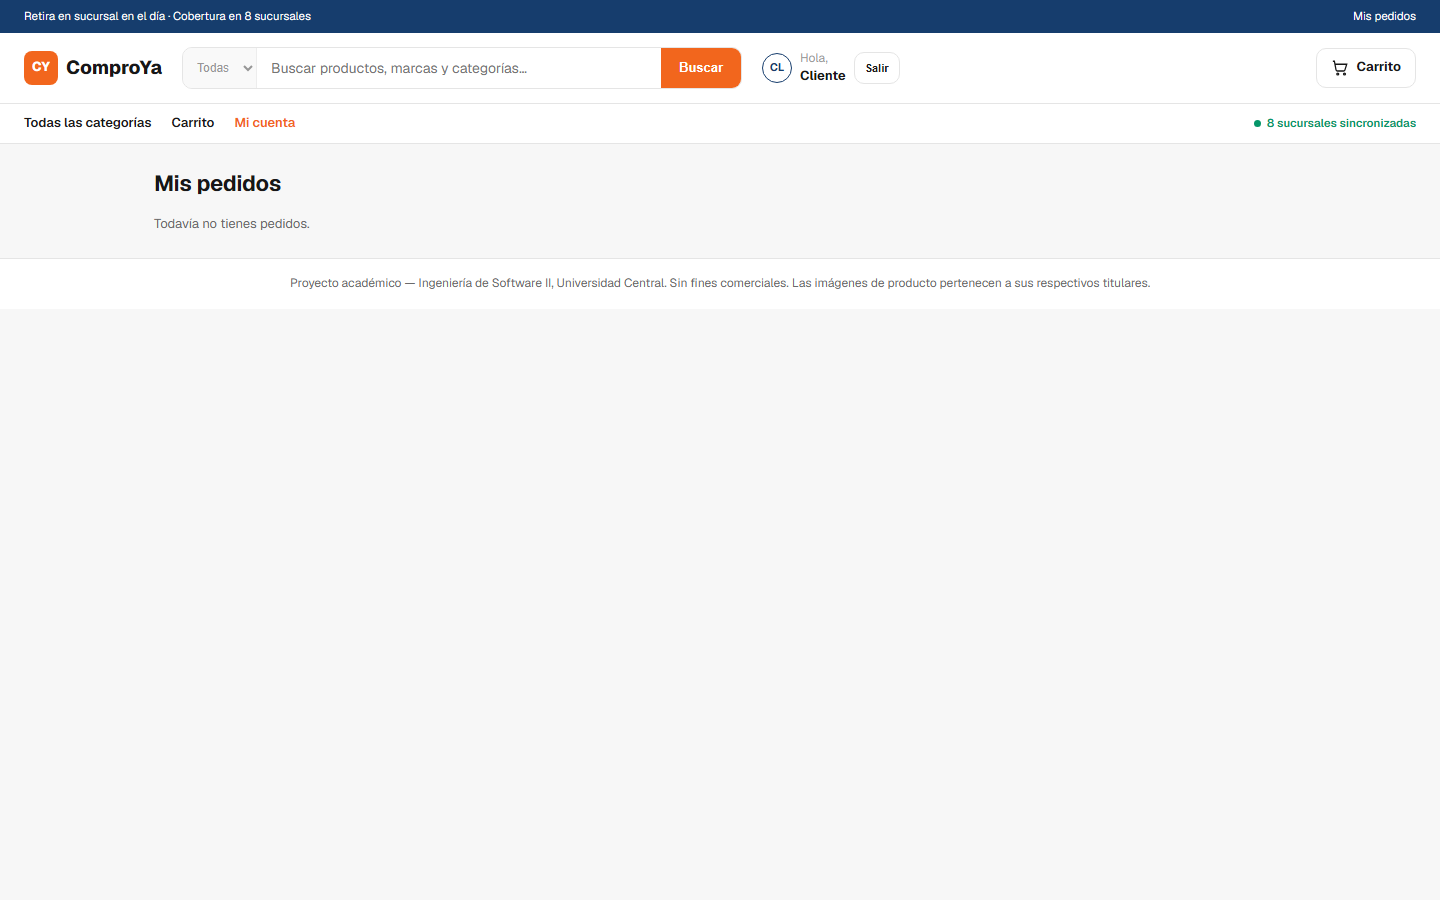 Retira en sucursal en el día · Cobertura en 8 sucursales
Mis pedidos
CY ComproYa
Todas
Buscar productos, marcas y categorías...
Buscar
CL
Hola,
Cliente
Salir
Carrito
Todas las categorías
Carrito
Mi cuenta
8 sucursales sincronizadas
Mis pedidos
Todavía no tienes pedidos.
Proyecto académico — Ingeniería de Software II, Universidad Central. Sin fines comerciales. Las imágenes de producto pertenecen a sus respectivos titulares.